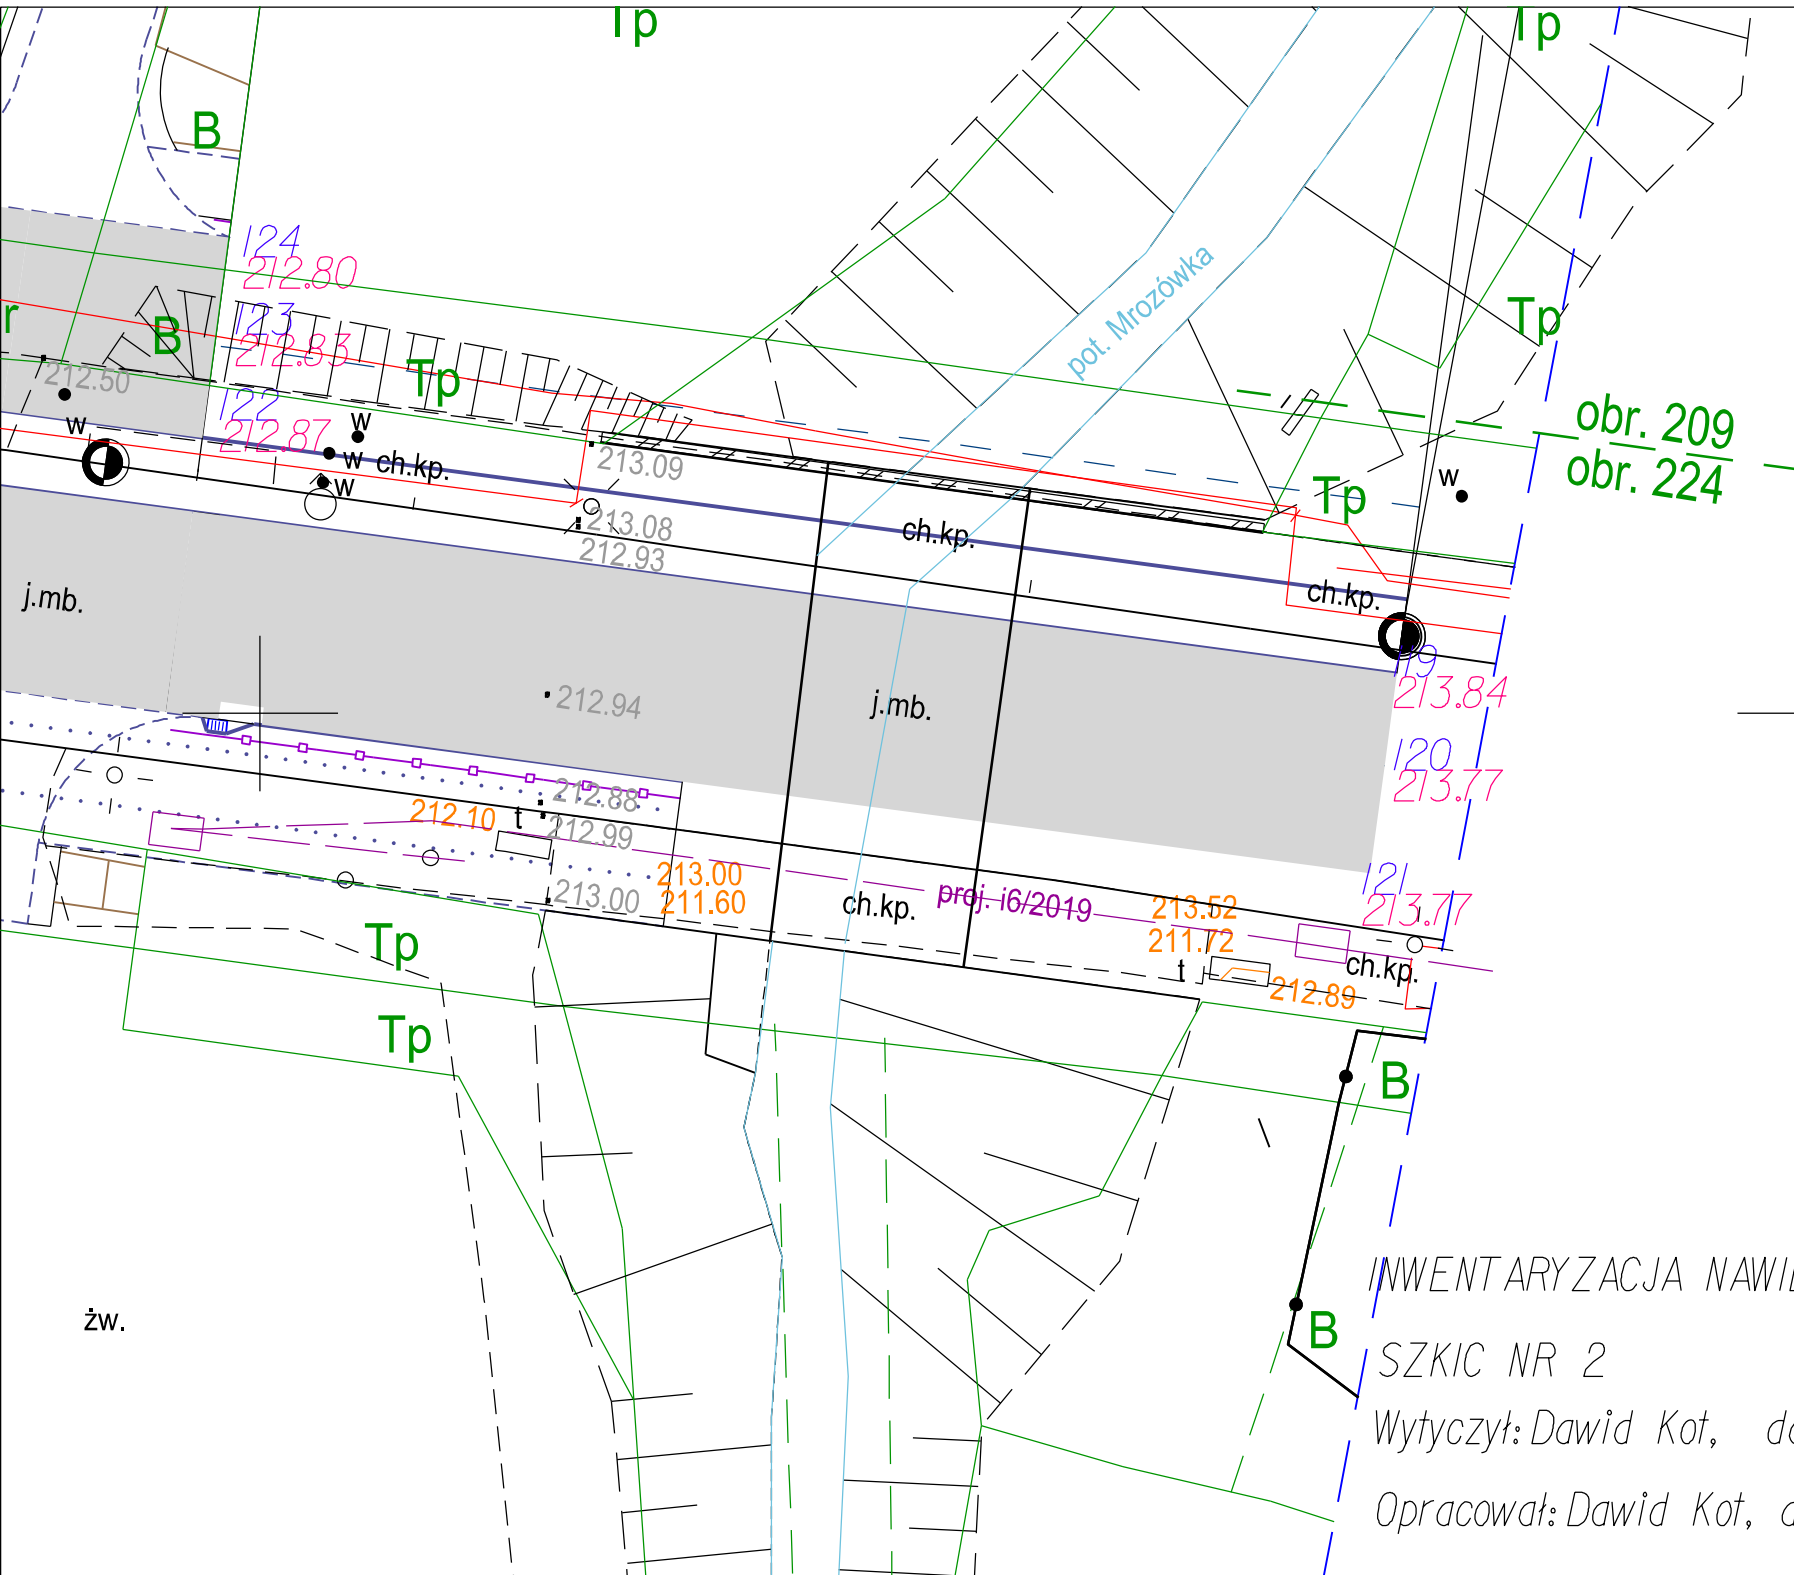 Tp
Tp
B
124
212.80
pot. Mrozówka
r
B
123
212.83
Tp
Tp
212.50
122
212.87
w
w
w
w
ch.kp.
213.09
obr. 209
obr. 224
w
Tp
213.08
212.93
ch.kp.
j.mb.
ch.kp.
119
213.84
212.94
j.mb.
120
213.77
212.88
212.10
t
212.99
213.00
213.00
211.60
ch.kp.
proj. i6/2019
213.52
211.72
121
213.77
t
ch.kp.
212.89
Tp
Tp
B
żw.
B
SZKIC NR 2
Wytyczył: Dawid Kot,
Opracował: Dawid Kot,
INWENTARYZACJA